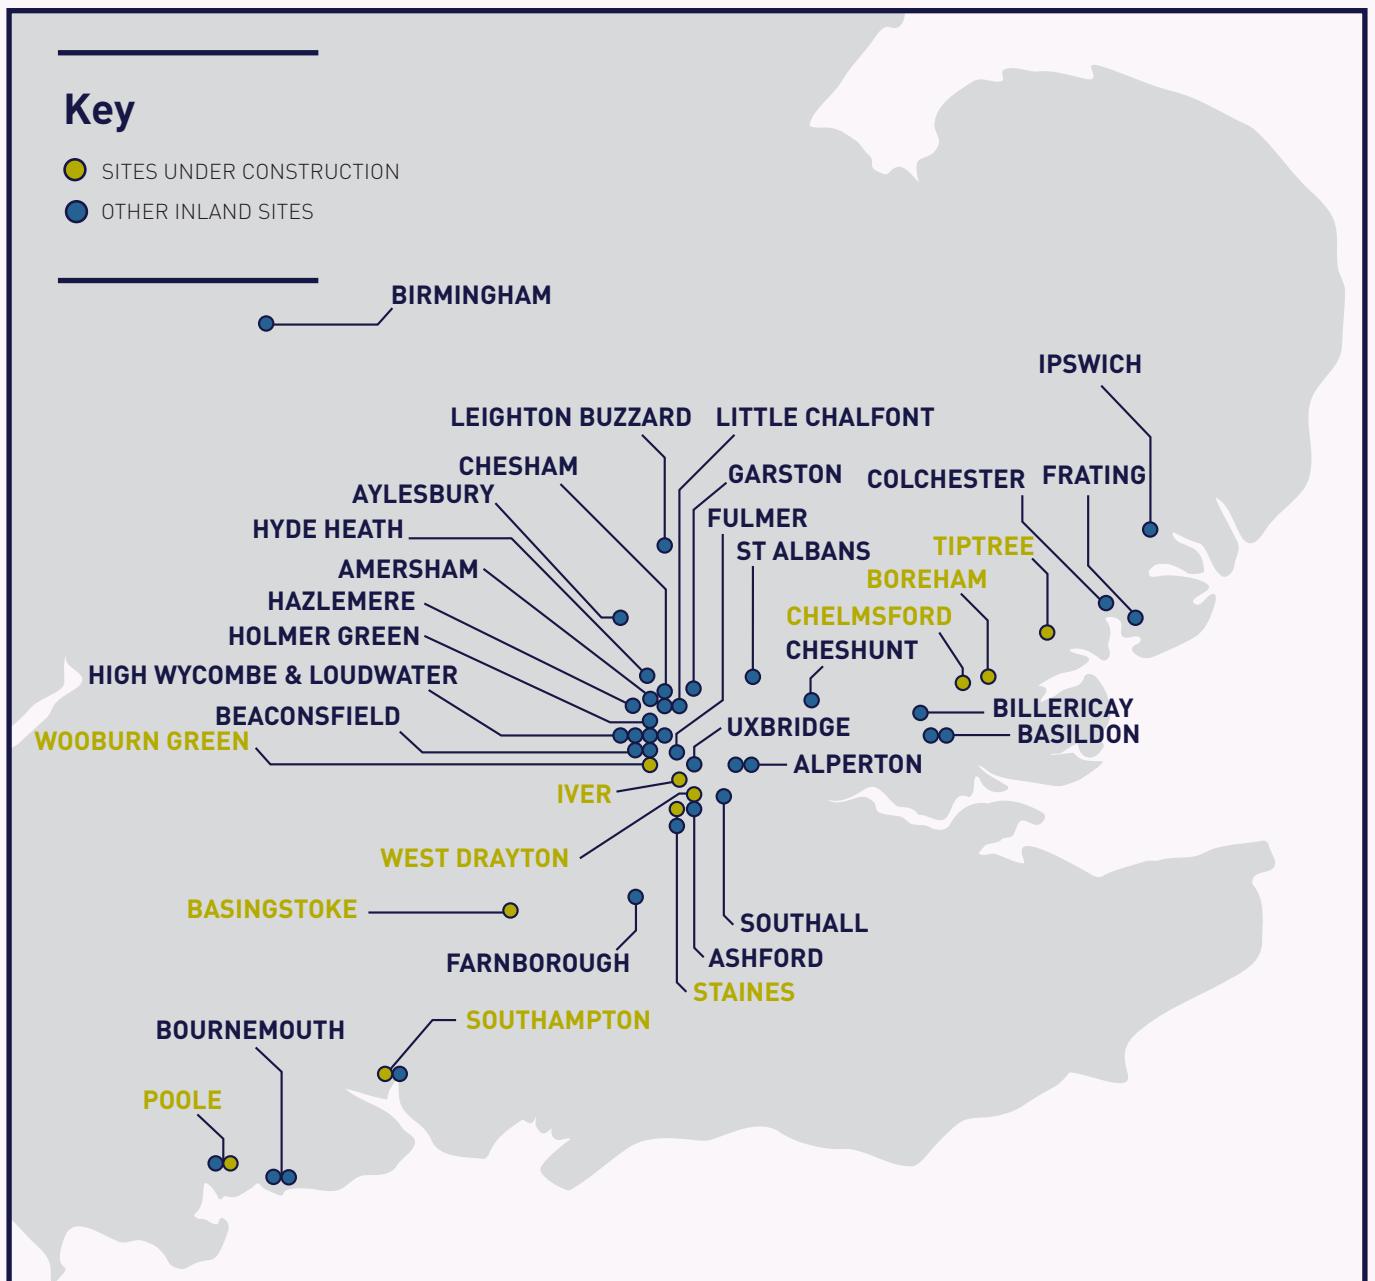 Key
SITES UNDER CONSTRUCTION
OTHER INLAND SITES
BIRMINGHAM
IPSWICH
LEIGHTON BUZZARD
LITTLE CHALFONT
CHESHAM
GARSTON
COLCHESTER
FRATING
AYLESBURY
FULMER
HYDE HEATH
TIPTREE
ST ALBANS
AMERSHAM
BOREHAM
HAZLEMERE
CHELMSFORD
HOLMER GREEN
CHESHUNT
HIGH WYCOMBE & LOUDWATER
BILLERICAY
BEACONSFIELD
UXBRIDGE
BASILDON
WOOBURN GREEN
ALPERTON
IVER
WEST DRAYTON
BASINGSTOKE
SOUTHALL
FARNBOROUGH
ASHFORD
STAINES
SOUTHAMPTON
BOURNEMOUTH
POOLE